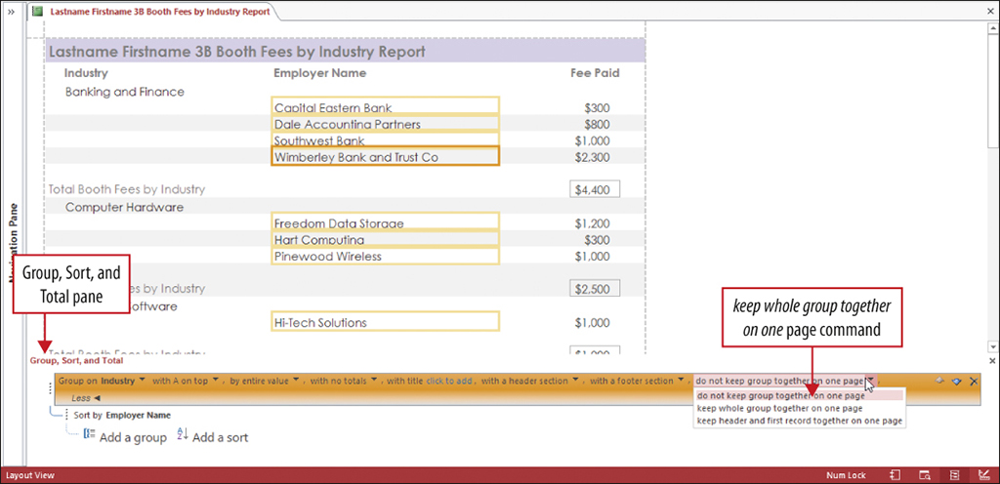 Lastname Firstname 3B Booth Fees by Industry Report
Lastname Firstname 3B Booth Fees by Industry Report
Industry Employer Name Fee Paid
Banking and Finance
Capital Eastern Bank $300
Dale Accounting Partners $800
Southwest Bank $1,000
Wimberley Bank and Trust Co $2,300
Total Booth Fees by Industry $4,400
Computer Hardware
Freedom Data Storage $1,200
Hart Computing $300
Pinewood Wireless $1,000
es by Industry $2,500
oftware
Hi-Tech Solutions $1,000
Total Booth Fees by Industry $1,000
Navigation Pane
Group, Sort, and
Total pane
keep whole group together
on one page command
Group, Sort, and Total
Group on Industry with A on top , by entire value , with no totals , with title click to add , with a header section , with a footer section , do not keep group together on one page ,
Less
do not keep group together on one page
keep whole group together on one page
keep header and first record together on one page
Sort by Employer Name
Add a group Add a sort
Layout View Num Lock